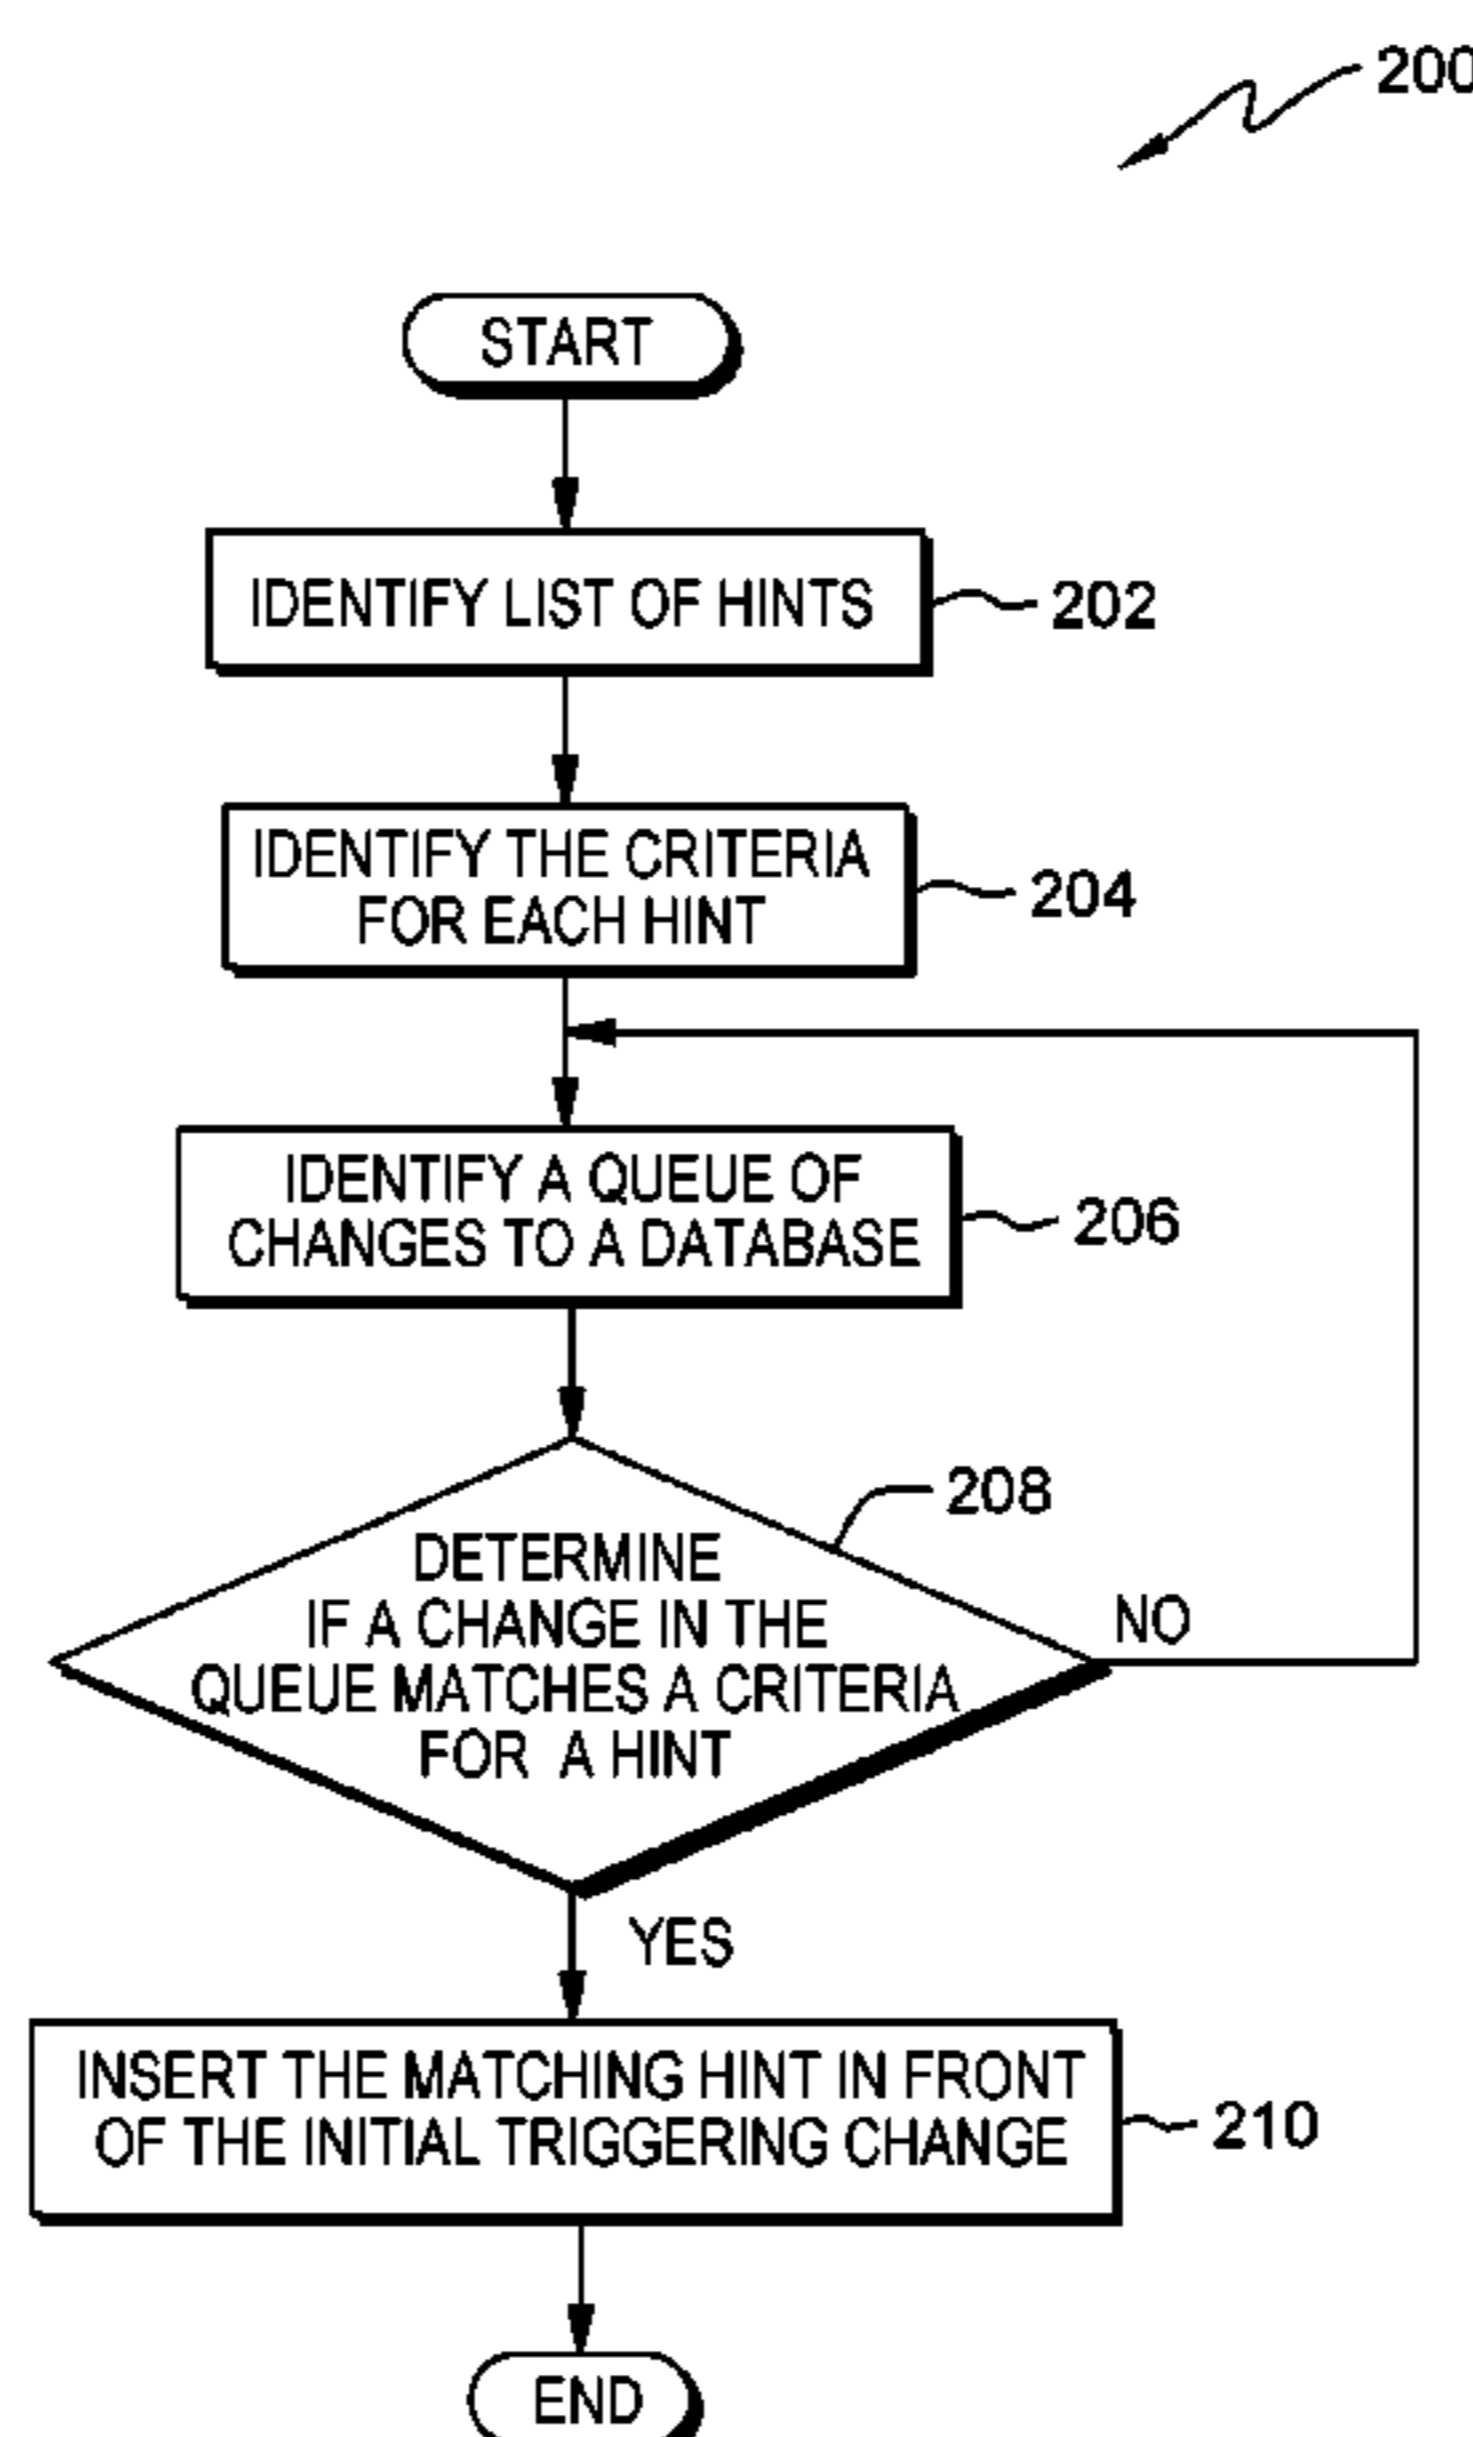 200
START
IDENTIFY LIST OF HINTS
202
IDENTIFY THE CRITERIA
FOR EACH HINT
204
IDENTIFY A QUEUE OF
CHANGES TO A DATABASE
206
208
DETERMINE
IF A CHANGE IN THE
QUEUE MATCHES A CRITERIA
FOR A HINT
NO
YES
INSERT THE MATCHING HINT IN FRONT
OF THE INITIAL TRIGGERING CHANGE
210
END